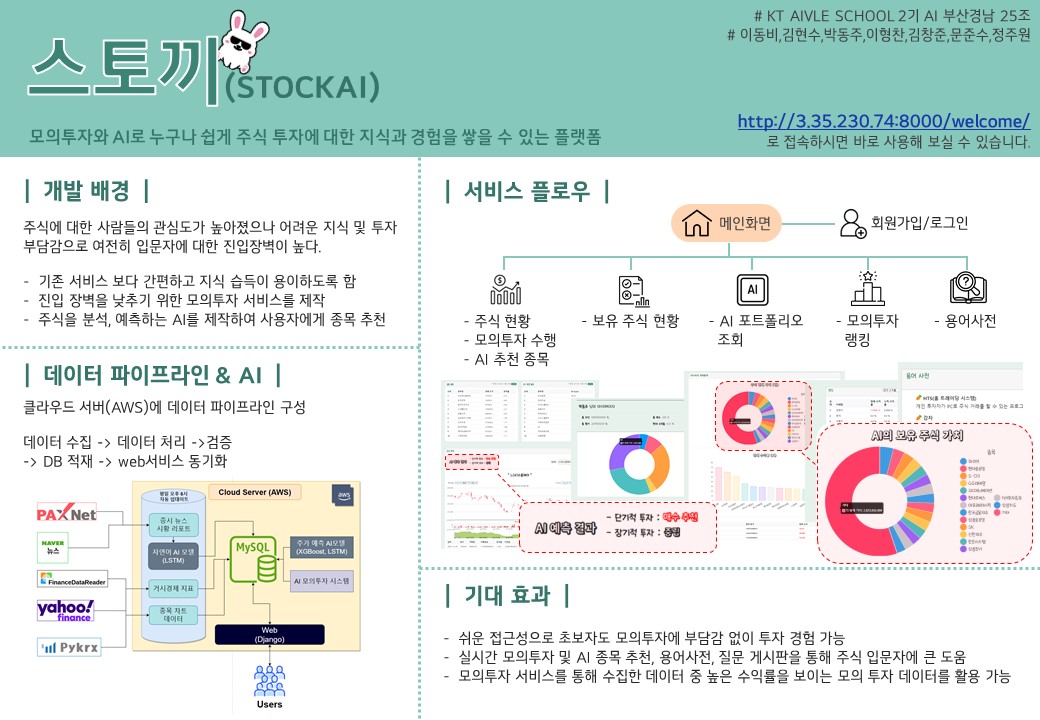 # KT AIVLE SCHOOL 2기 AI 부산경남 25조
# 이동비,김현수,박동주,이형찬,김창준,문준수,정주원
스토끼(STOCKAI)
모의투자와 AI로 누구나 쉽게 주식 투자에 대한 지식과 경험을 쌓을 수 있는 플랫폼
http://3.35.230.74:8000/welcome/
로 접속하시면 바로 사용해 보실 수 있습니다.
| 개발 배경 |
주식에 대한 사람들의 관심도가 높아졌으나 어려운 지식 및 투자
부담감으로 여전히 입문자에 대한 진입장벽이 높다.
- 기존 서비스 보다 간편하고 지식 습득이 용이하도록 함
- 진입 장벽을 낮추기 위한 모의투자 서비스를 제작
- 주식을 분석, 예측하는 AI를 제작하여 사용자에게 종목 추천
| 데이터 파이프라인 & AI |
클라우드 서버(AWS)에 데이터 파이프라인 구성
데이터 수집 -> 데이터 처리 ->검증
-> DB 적재 -> web서비스 동기화
PAXNet
NAVER
뉴스
FinanceDataReader
yahoo!
finance
Pykrx
평일 오후 6시
자동 업데이트
Cloud Server (AWS)
aws
증시 뉴스
시황 리포트
자연어 AI 모델
(LSTM)
거시경제 지표
종목 차트
데이터
MySQL
주가 예측 AI모델
(XGBoost, LSTM)
AI 모의투자 시스템
Web
(Django)
Users
| 서비스 플로우 |
메인화면
회원가입/로그인
AI
- 주식 현황
- 모의투자 수행
- AI 추천 종목
- 보유 주식 현황
- AI 포트폴리오
조회
- 모의투자
랭킹
- 용어사전
용어 사전
MTS(홈 트레이딩 시스템)
AI의 보유 주식 가치
종목
AI 예측 결과
- 단기적 투자 : 매수 추천
- 장기적 투자 : 중립
| 기대 효과 |
- 쉬운 접근성으로 초보자도 모의투자에 부담감 없이 투자 경험 가능
- 실시간 모의투자 및 AI 종목 추천, 용어사전, 질문 게시판을 통해 주식 입문자에 큰 도움
- 모의투자 서비스를 통해 수집한 데이터 중 높은 수익률을 보이는 모의 투자 데이터를 활용 가능